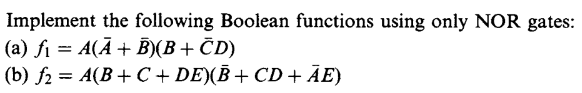 Implement the following Boolean functions using only NOR gates:
(a) f₁ = A(Ā + B̄)(B + C̄D)
(b) f₂ = A(B + C + DE)(B̄ + CD + ĀE)